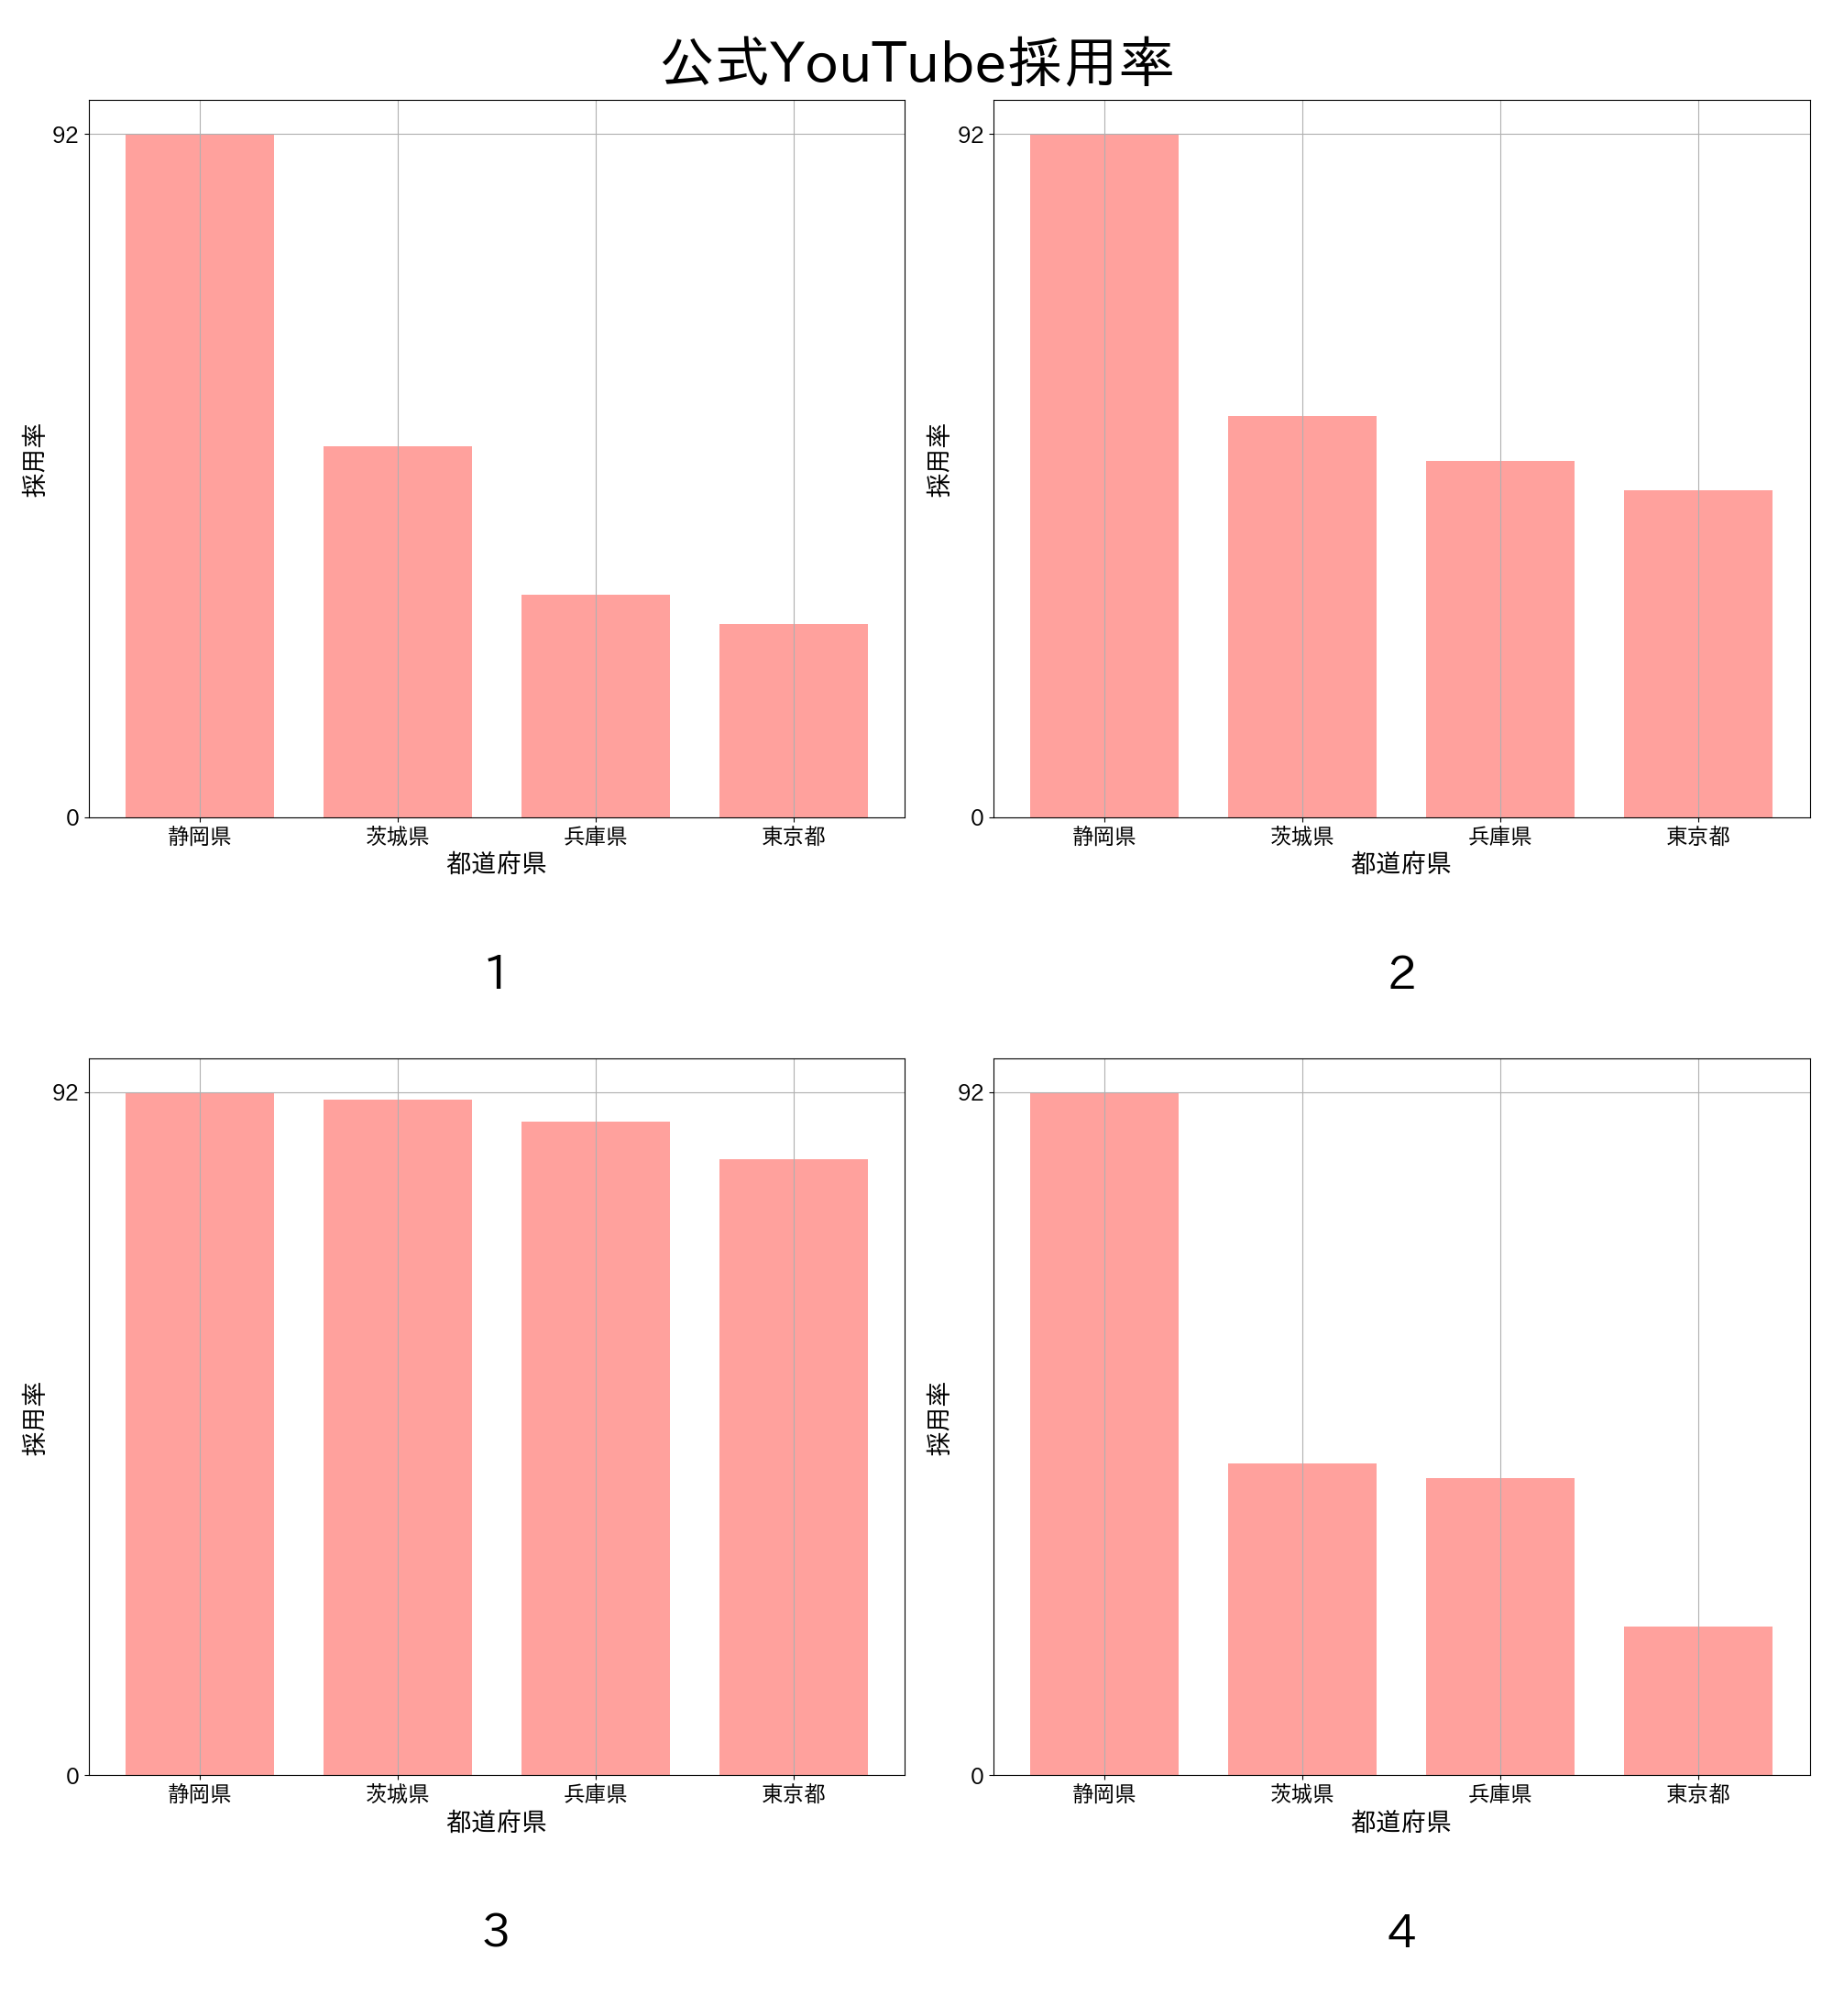 公式YouTube採用率
92
採用率
0
静岡県 茨城県 兵庫県 東京都
都道府県
1
92
採用率
0
静岡県 茨城県 兵庫県 東京都
都道府県
2
92
採用率
0
静岡県 茨城県 兵庫県 東京都
都道府県
3
92
採用率
0
静岡県 茨城県 兵庫県 東京都
都道府県
4